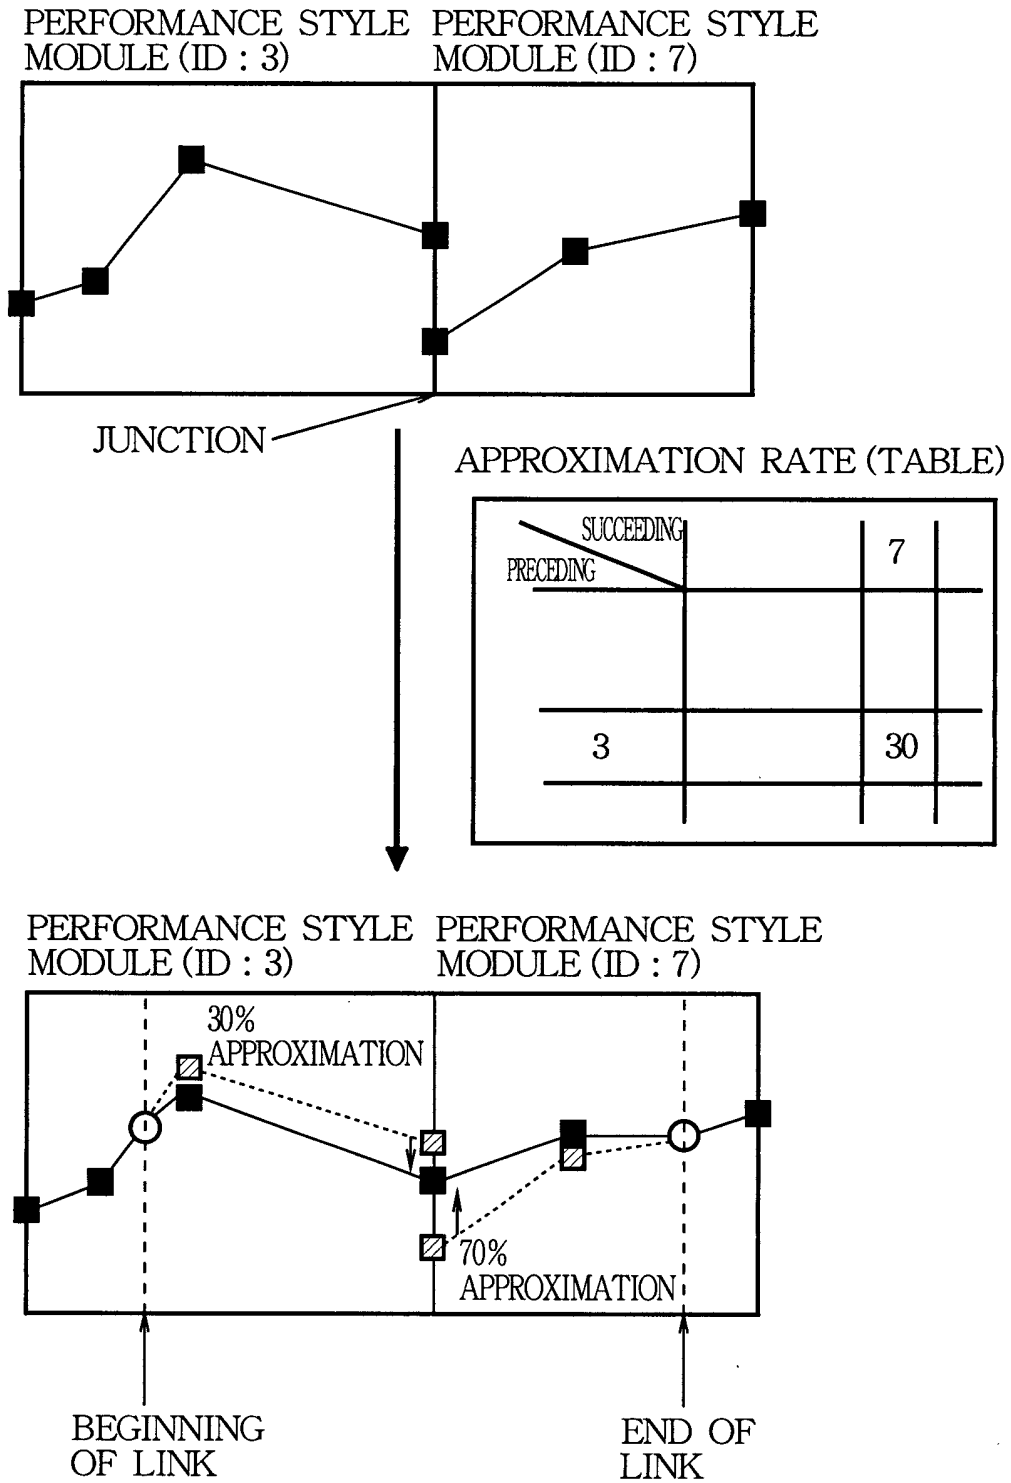 PERFORMANCE STYLE
MODULE (ID : 3)
PERFORMANCE STYLE
MODULE (ID : 7)
JUNCTION
APPROXIMATION RATE (TABLE)
SUCCEEDING
PRECEDING
7
3
30
PERFORMANCE STYLE
MODULE (ID : 3)
PERFORMANCE STYLE
MODULE (ID : 7)
30%
APPROXIMATION
70%
APPROXIMATION
BEGINNING
OF LINK
END OF
LINK